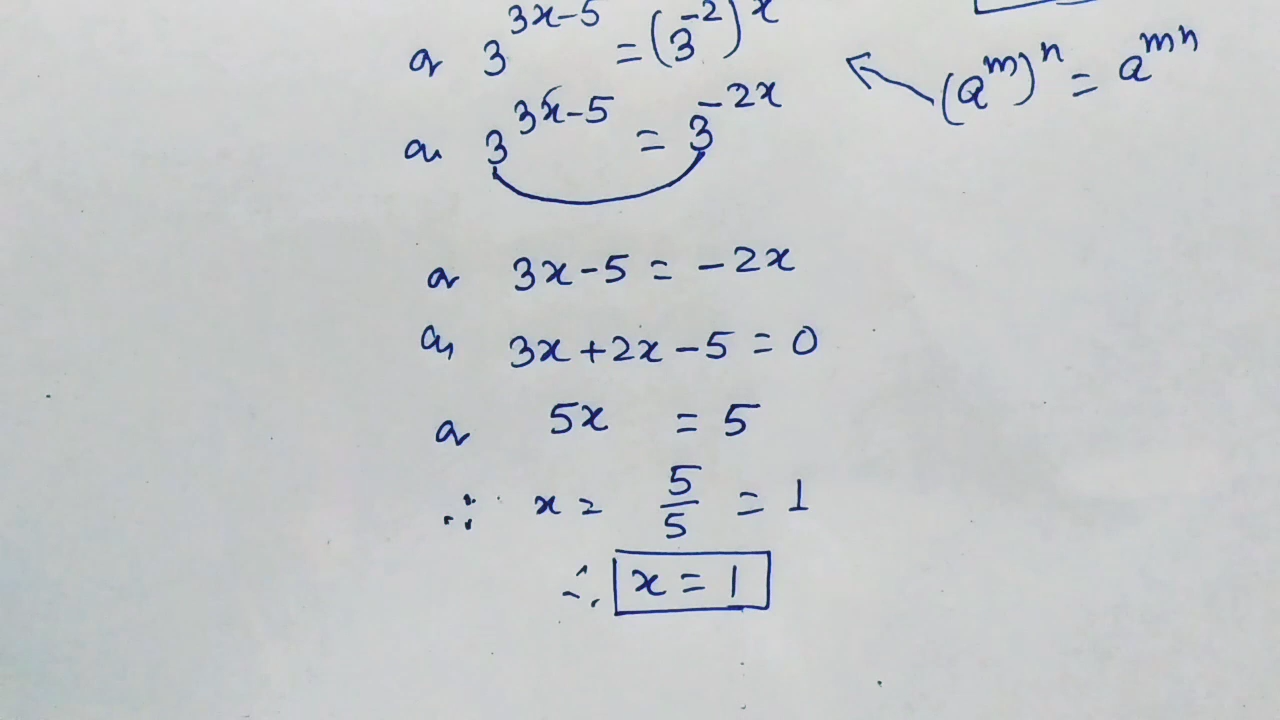 or 3^{3x-5} = (3^{-2})^x
(a^m)^n = a^{mn}
or 3^{3x-5} = 3^{-2x}
or 3x-5 = -2x
or 3x+2x-5=0
or 5x = 5
∴ x = 5/5 = 1
∴ x = 1